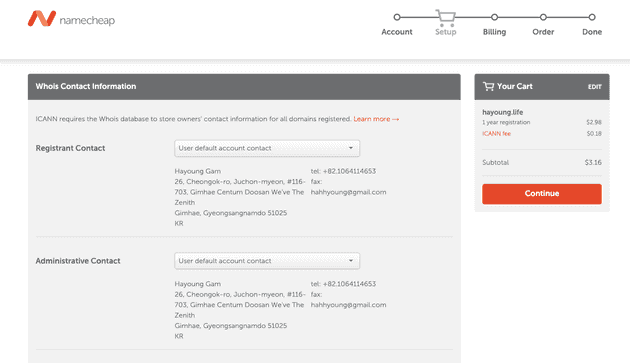 namecheap
Account Setup Billing Order Done
Whois Contact Information
ICANN requires the Whois database to store owners' contact information for all domains registered. Learn more →
Registrant Contact
User default account contact
Hayoung Gam
26, Cheongok-ro, Juchon-myeon, #116-
703, Gimhae Centum Doosan We've The
Zenith
Gimhae, Gyeongsangnamdo 51025
KR
tel: +82.1064114653
fax:
hahhyoung@gmail.com
Administrative Contact
User default account contact
Hayoung Gam
26, Cheongok-ro, Juchon-myeon, #116-
703, Gimhae Centum Doosan We've The
Zenith
Gimhae, Gyeongsangnamdo 51025
KR
tel: +82.1064114653
fax:
hahhyoung@gmail.com
Your Cart EDIT
hayoung.life
1 year registration $2.98
ICANN fee $0.18
Subtotal $3.16
Continue